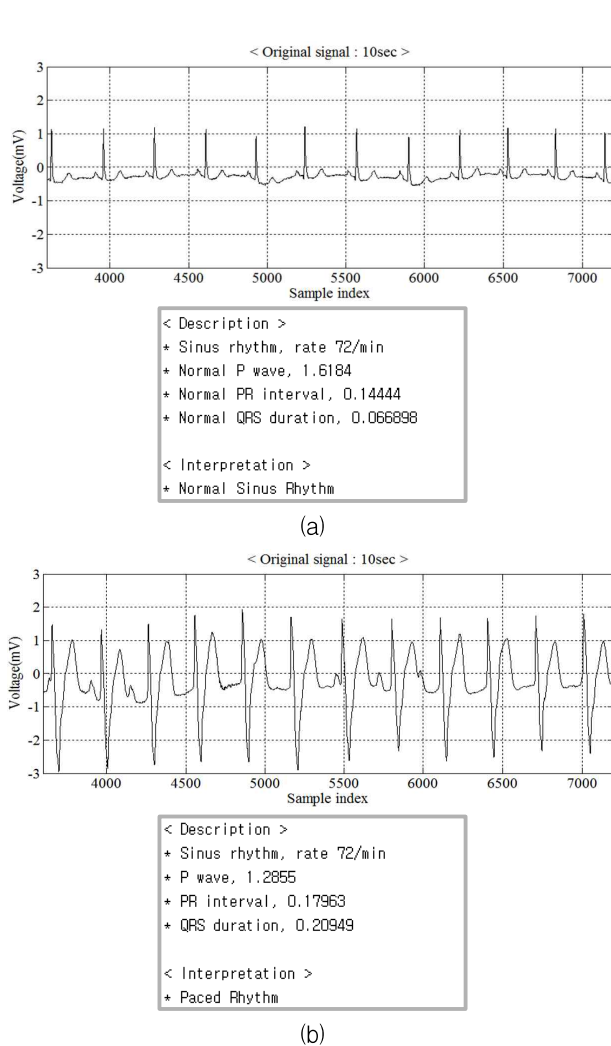 < Original signal : 10sec >
3
2
1
0
-1
-2
-3
Voltage(mV)
4000 4500 5000 5500 6000 6500 7000
Sample index
< Description >
* Sinus rhythm, rate 72/min
* Normal P wave, 1.6184
* Normal PR interval, 0.14444
* Normal QRS duration, 0.066898
< Interpretation >
* Normal Sinus Rhythm
(a)
< Original signal : 10sec >
3
2
1
0
-1
-2
-3
Voltage(mV)
4000 4500 5000 5500 6000 6500 7000
Sample index
< Description >
* Sinus rhythm, rate 72/min
* P wave, 1.2855
* PR interval, 0.17963
* QRS duration, 0.20949
< Interpretation >
* Paced Rhythm
(b)